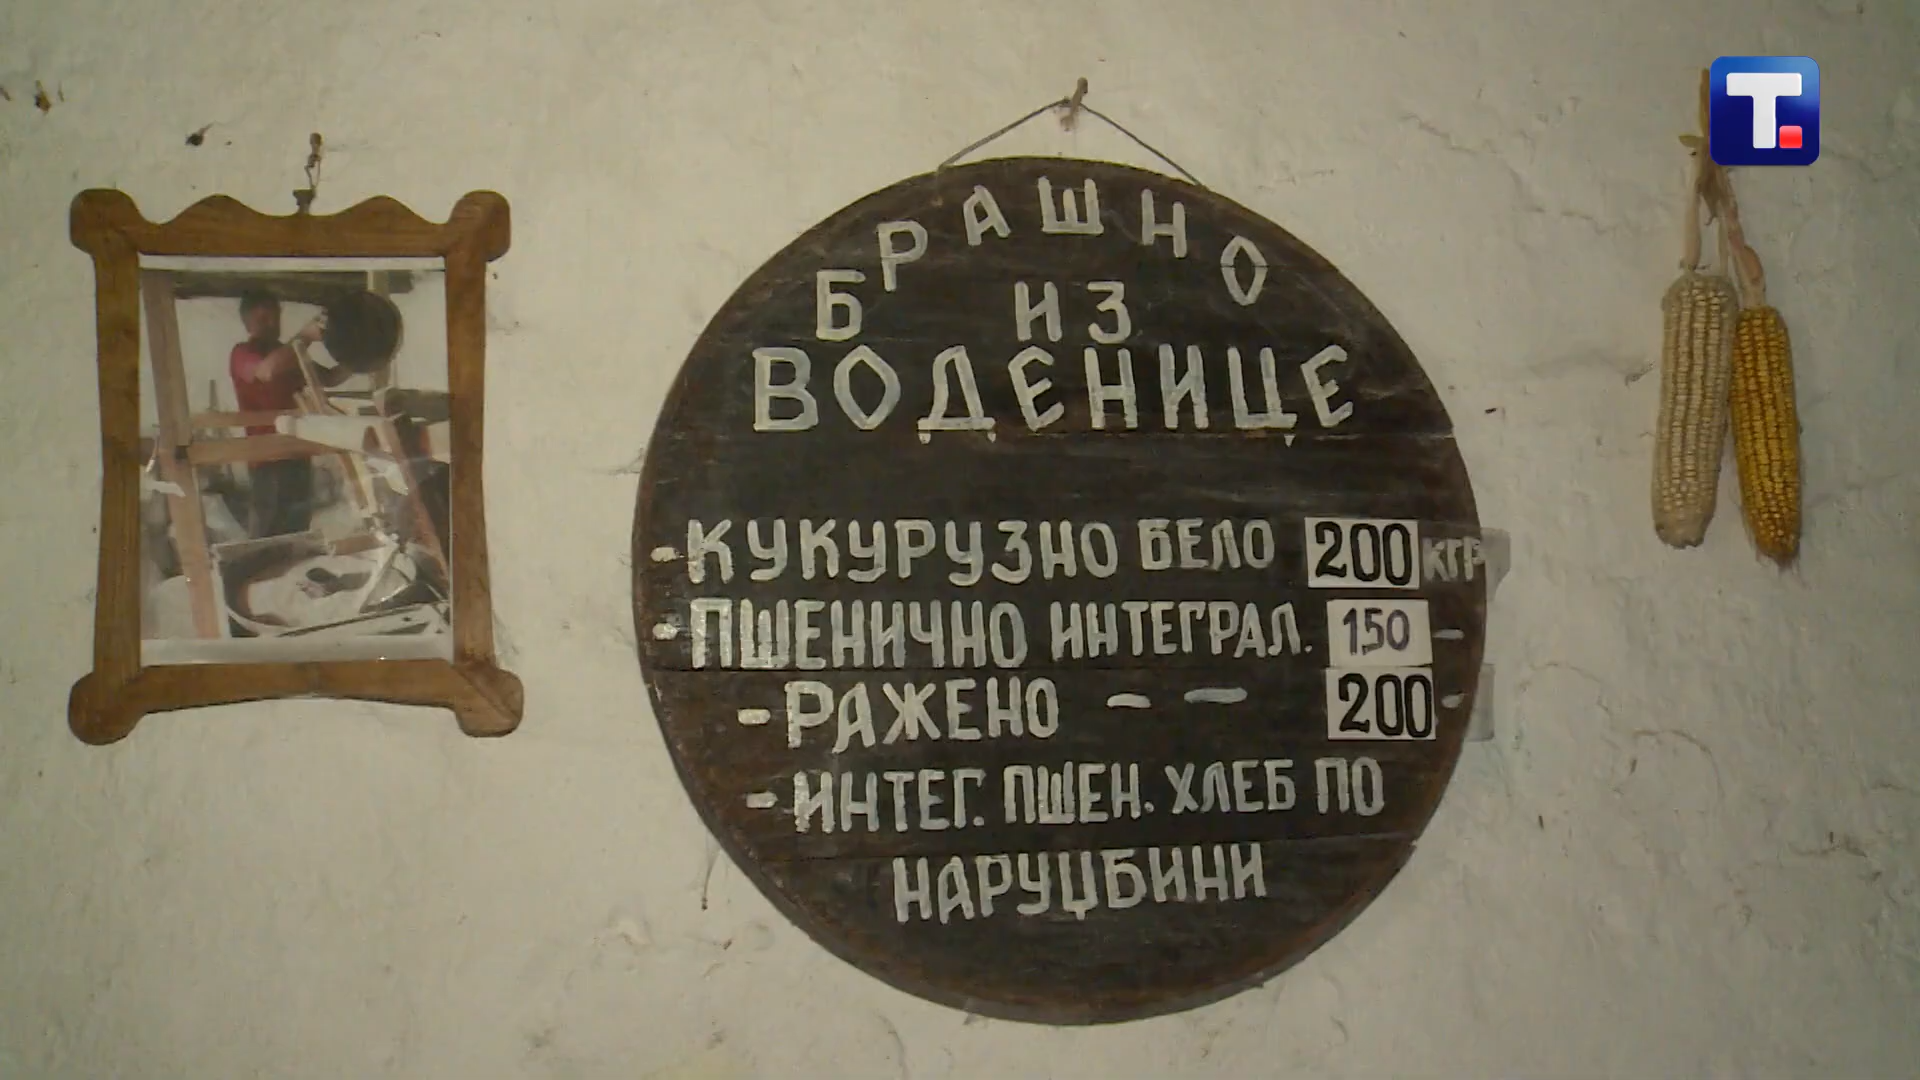 БРАШНО
ИЗ
ВОДЕНИЦЕ
-КУКУРУЗНО БЕЛО 200 КГР
-ПШЕНИЧНО ИНТЕГРАЛ. 150 -
-РАЖЕНО - - 200 -
-ИНТЕГ. ПШЕН. ХЛЕБ ПО
НАРУЏБИНИ
T.